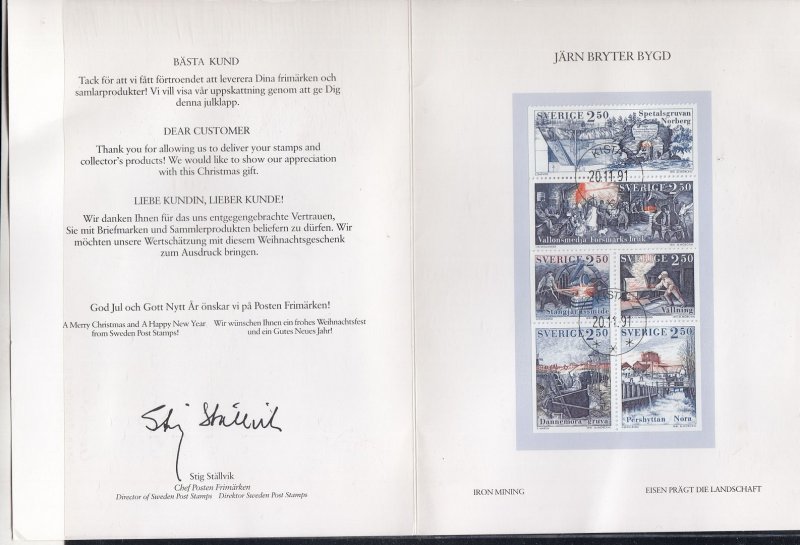 BÄSTA KUND
Tack för att vi fått förtroendet att leverera Dina frimärken och
samlarprodukter! Vi vill visa vår uppskattning genom att ge Dig
denna julklapp.
DEAR CUSTOMER
Thank you for allowing us to deliver your stamps and
collector's products! We would like to show our appreciation
with this Christmas gift.
LIEBE KUNDIN, LIEBER KUNDE!
Wir danken Ihnen für das uns entgegengebrachte Vertrauen,
Sie mit Briefmarken und Sammlerprodukten beliefern zu dürfen. Wir
möchten unsere Wertschätzung mit diesem Weihnachtsgeschenk
zum Ausdruck bringen.
God Jul och Gott Nytt År önskar vi på Posten Frimärken!
A Merry Christmas and A Happy New Year
from Sweden Post Stamps!
Wir wünschen Ihnen ein frohes Weihnachtsfest
und ein Gutes Neues Jahr!
Stig Ställvik
Stig Ställvik
Chef Posten Frimärken
Director of Sweden Post Stamps Direktor Sweden Post Stamps
JÄRN BRYTER BYGD
SVERIGE 2.50
Spetalsgruvan
Norberg
KISTA
20.11.91
SVERIGE 2.50
Vallonsmedja Forsmarks bruk
SVERIGE 2.50
Stångjärnssmide
SVERIGE 2.50
Vällning
KISTA
20.11.91
SVERIGE 2.50
Dannemora gruva
SVERIGE 2.50
Pershyttan Nora
IRON MINING
EISEN PRÄGT DIE LANDSCHAFT